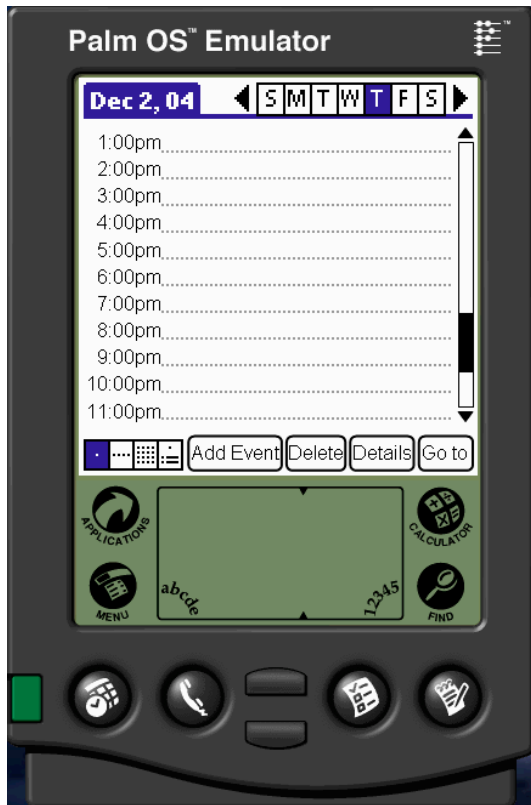 Palm OS™ Emulator
™
Dec 2, 04 S M T W T F S
1:00pm
2:00pm
3:00pm
4:00pm
5:00pm
6:00pm
7:00pm
8:00pm
9:00pm
10:00pm
11:00pm
Add Event Delete Details Go to
APPLICATIONS
CALCULATOR
MENU
abcde
12345
FIND